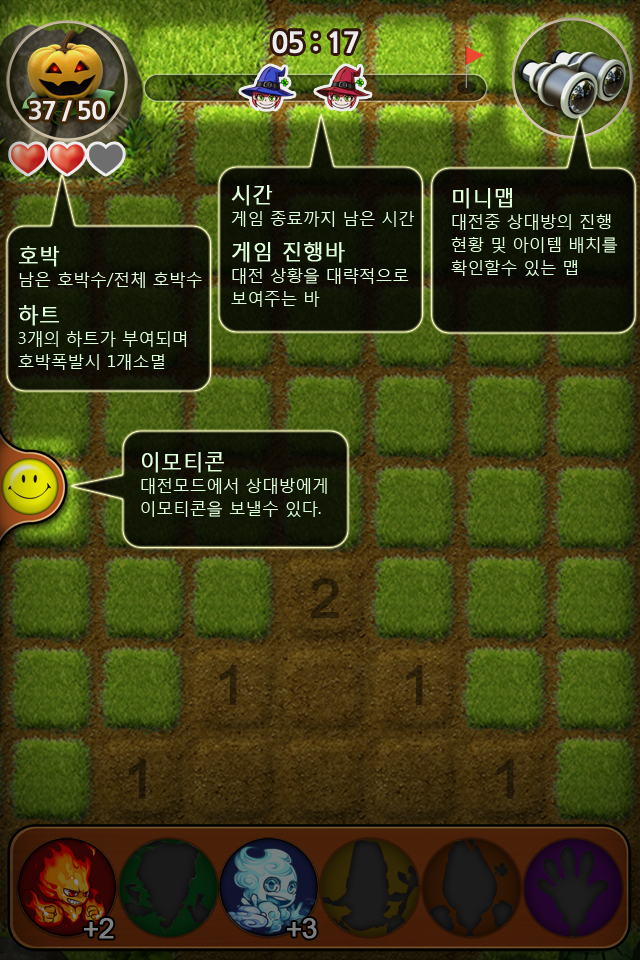 05:17
37/50
시간
게임 종료까지 남은 시간
게임 진행바
대전 상황을 대략적으로
보여주는 바
미니맵
대전중 상대방의 진행
현황 및 아이템 배치를
확인할수 있는 맵
호박
남은 호박수/전체 호박수
하트
3개의 하트가 부여되며
호박폭발시 1개소멸
이모티콘
대전모드에서 상대방에게
이모티콘을 보낼수 있다.
2
1 1
1 1
+2 +3